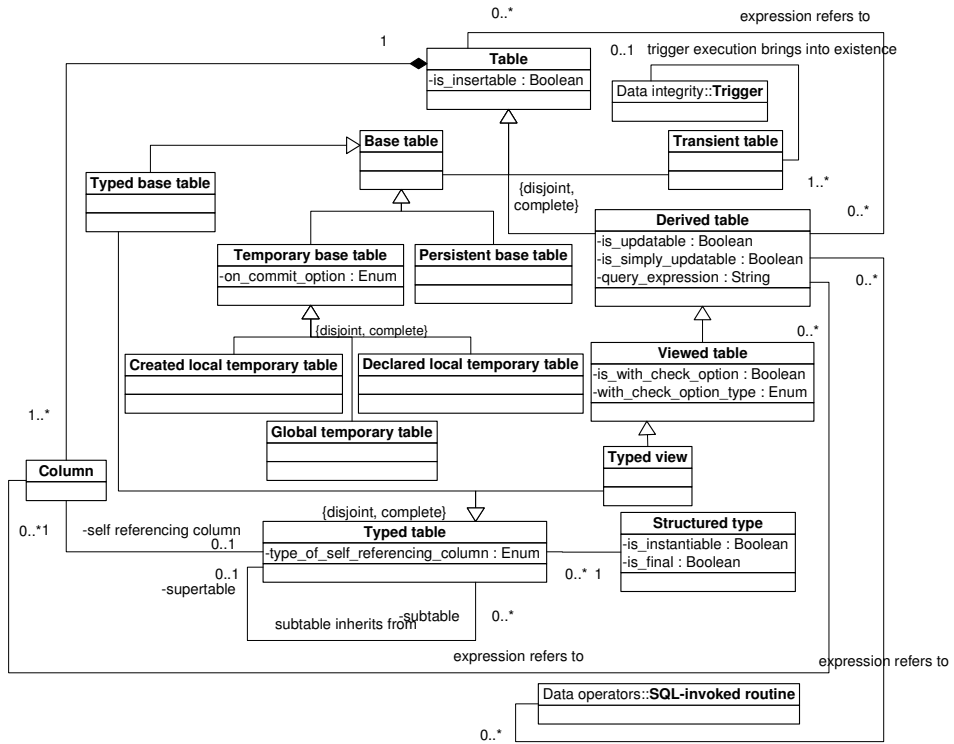 0..*
expression refers to
1
Table
-is_insertable : Boolean
0..1
trigger execution brings into existence
Data integrity::Trigger
Base table
Transient table
Typed base table
{disjoint,
complete}
1..*
0..*
Derived table
-is_updatable : Boolean
-is_simply_updatable : Boolean
-query_expression : String
0..*
Temporary base table
-on_commit_option : Enum
Persistent base table
{disjoint, complete}
0..*
Created local temporary table
Declared local temporary table
Viewed table
-is_with_check_option : Boolean
-with_check_option_type : Enum
1..*
Global temporary table
Typed view
Column
{disjoint, complete}
0..*1
-self referencing column
0..1
Typed table
-type_of_self_referencing_column : Enum
Structured type
-is_instantiable : Boolean
-is_final : Boolean
0..1
-supertable
0..*
1
-subtable
0..*
subtable inherits from
expression refers to
expression refers to
Data operators::SQL-invoked routine
0..*